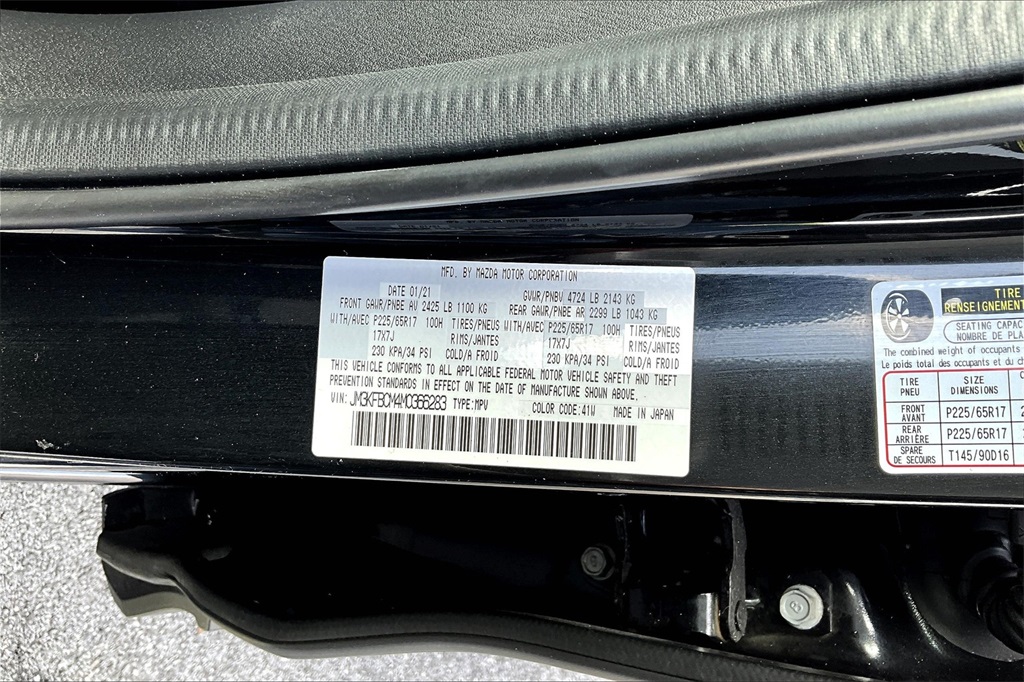 MFD. BY MAZDA MOTOR CORPORATION
DATE 01/21 GVWR/PNBV 4724 LB 2143 KG
FRONT GAWR/PNBE AV 2425 LB 1100 KG REAR GAWR/PNBE AR 2299 LB 1043 KG
WITH/AVEC P225/65R17 100H TIRES/PNEUS WITH/AVEC P225/65R17 100H TIRES/PNEUS
17X7J RIMS/JANTES 17X7J RIMS/JANTES
230 KPA/34 PSI COLD/A FROID 230 KPA/34 PSI COLD/A FROID
THIS VEHICLE CONFORMS TO ALL APPLICABLE FEDERAL MOTOR VEHICLE SAFETY AND THEFT
PREVENTION STANDARDS IN EFFECT ON THE DATE OF MANUFACTURE SHOWN ABOVE.
VIN: JM3KFBCM4M0366283 TYPE:MPV COLOR CODE:41W MADE IN JAPAN
TIRE
RENSEIGNEMENT
SEATING CAPAC
NOMBRE DE PLA
The combined weight of occupants
Le poids total des occupants et du ch
TIRE SIZE
PNEU DIMENSIONS
FRONT
AVANT P225/65R17
REAR
ARRIÈRE P225/65R17
SPARE
DE SECOURS T145/90D16
8